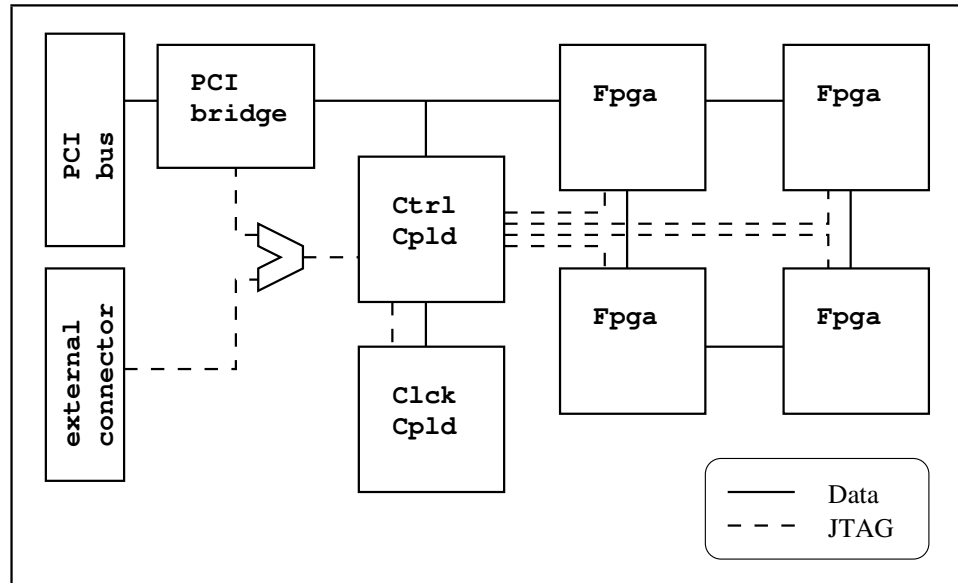 PCI
bus
PCI
bridge
Fpga
Fpga
Ctrl
Cpld
external
connector
Fpga
Fpga
Clck
Cpld
Data
JTAG